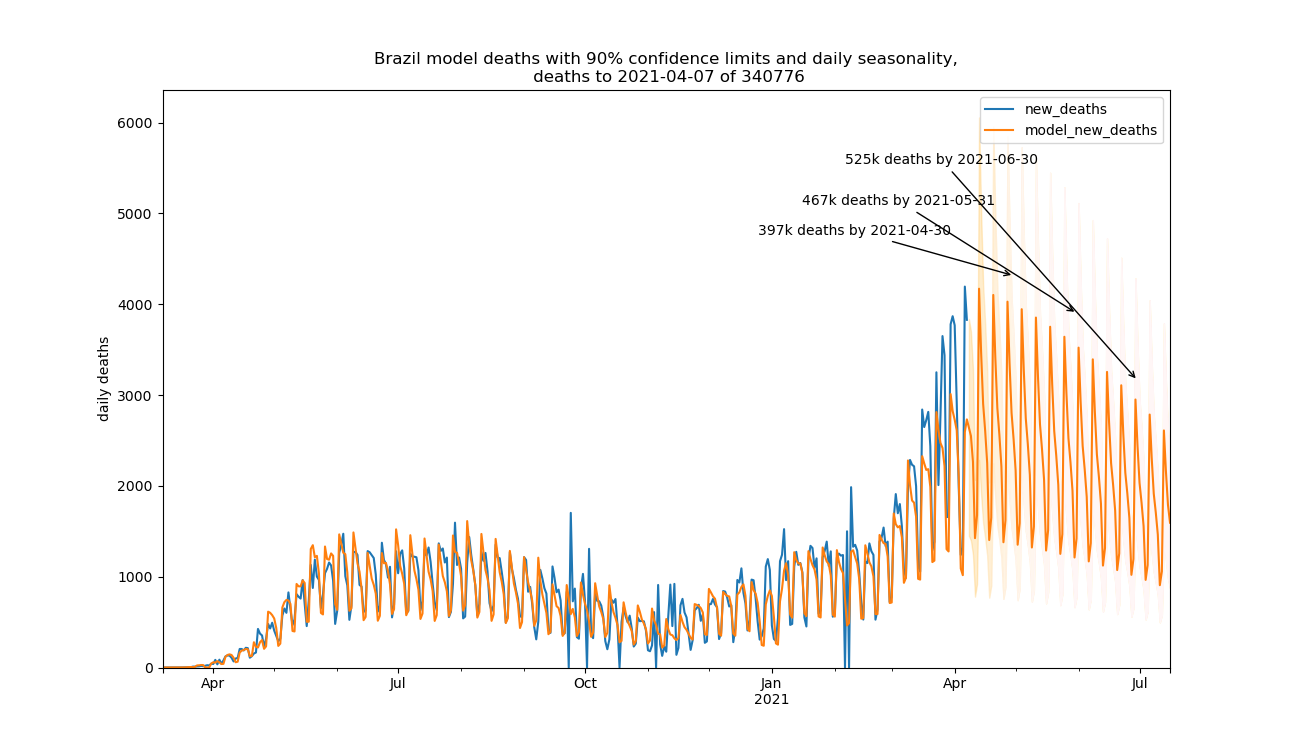 Brazil model deaths with 90% confidence limits and daily seasonality,
deaths to 2021-04-07 of 340776
new_deaths
model_new_deaths
525k deaths by 2021-06-30
467k deaths by 2021-05-31
397k deaths by 2021-04-30
daily deaths
6000
5000
4000
3000
2000
1000
0
Apr
Jul
Oct
Jan
2021
Apr
Jul